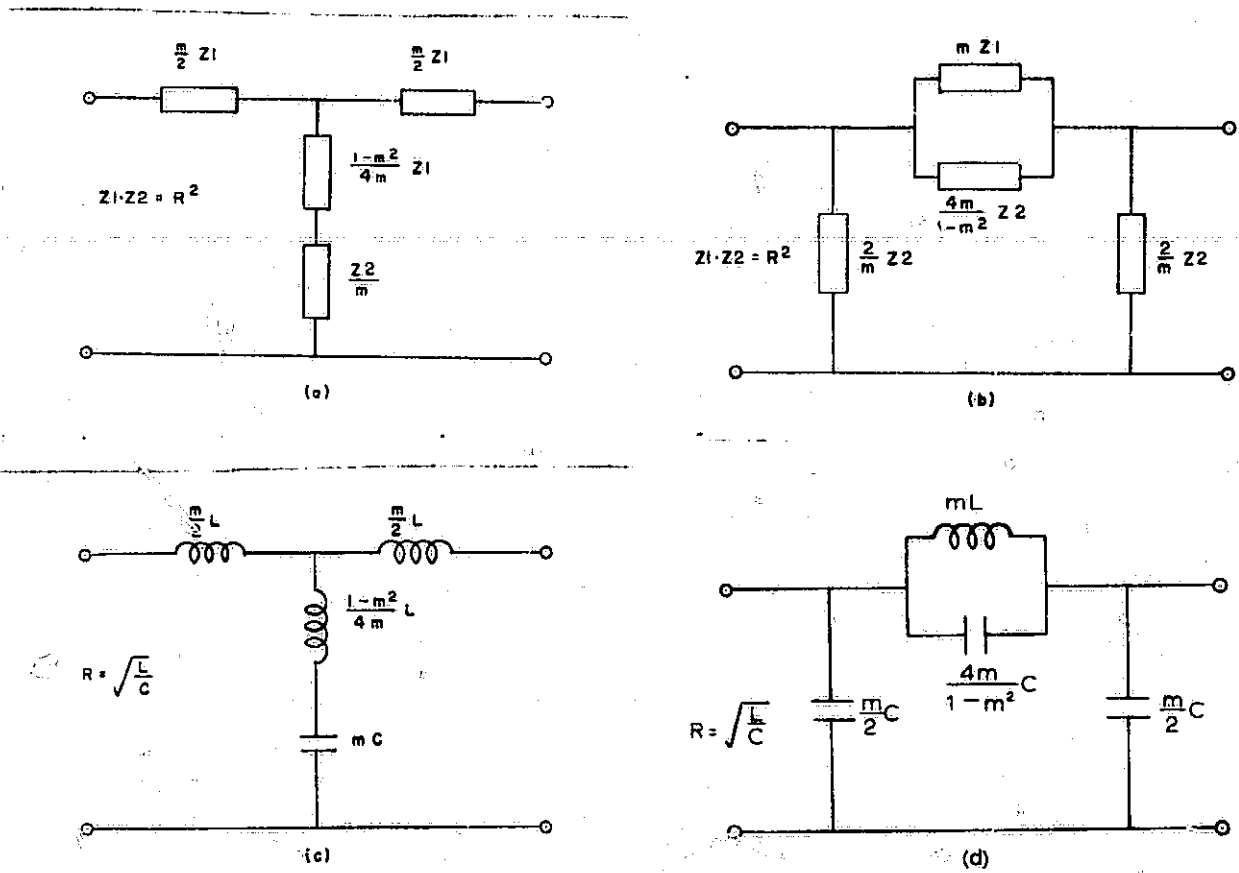 m/2 Z1
m/2 Z1
1-m²/4m Z1
Z1·Z2 = R²
Z2/m
(a)
m Z1
4m/1-m² Z2
Z1·Z2 = R²
2/m Z2
2/m Z2
(b)
m/2 L
m/2 L
1-m²/4m L
R = √L/C
m C
(c)
mL
4m/1-m² C
R = √L/C
m/2 C
m/2 C
(d)